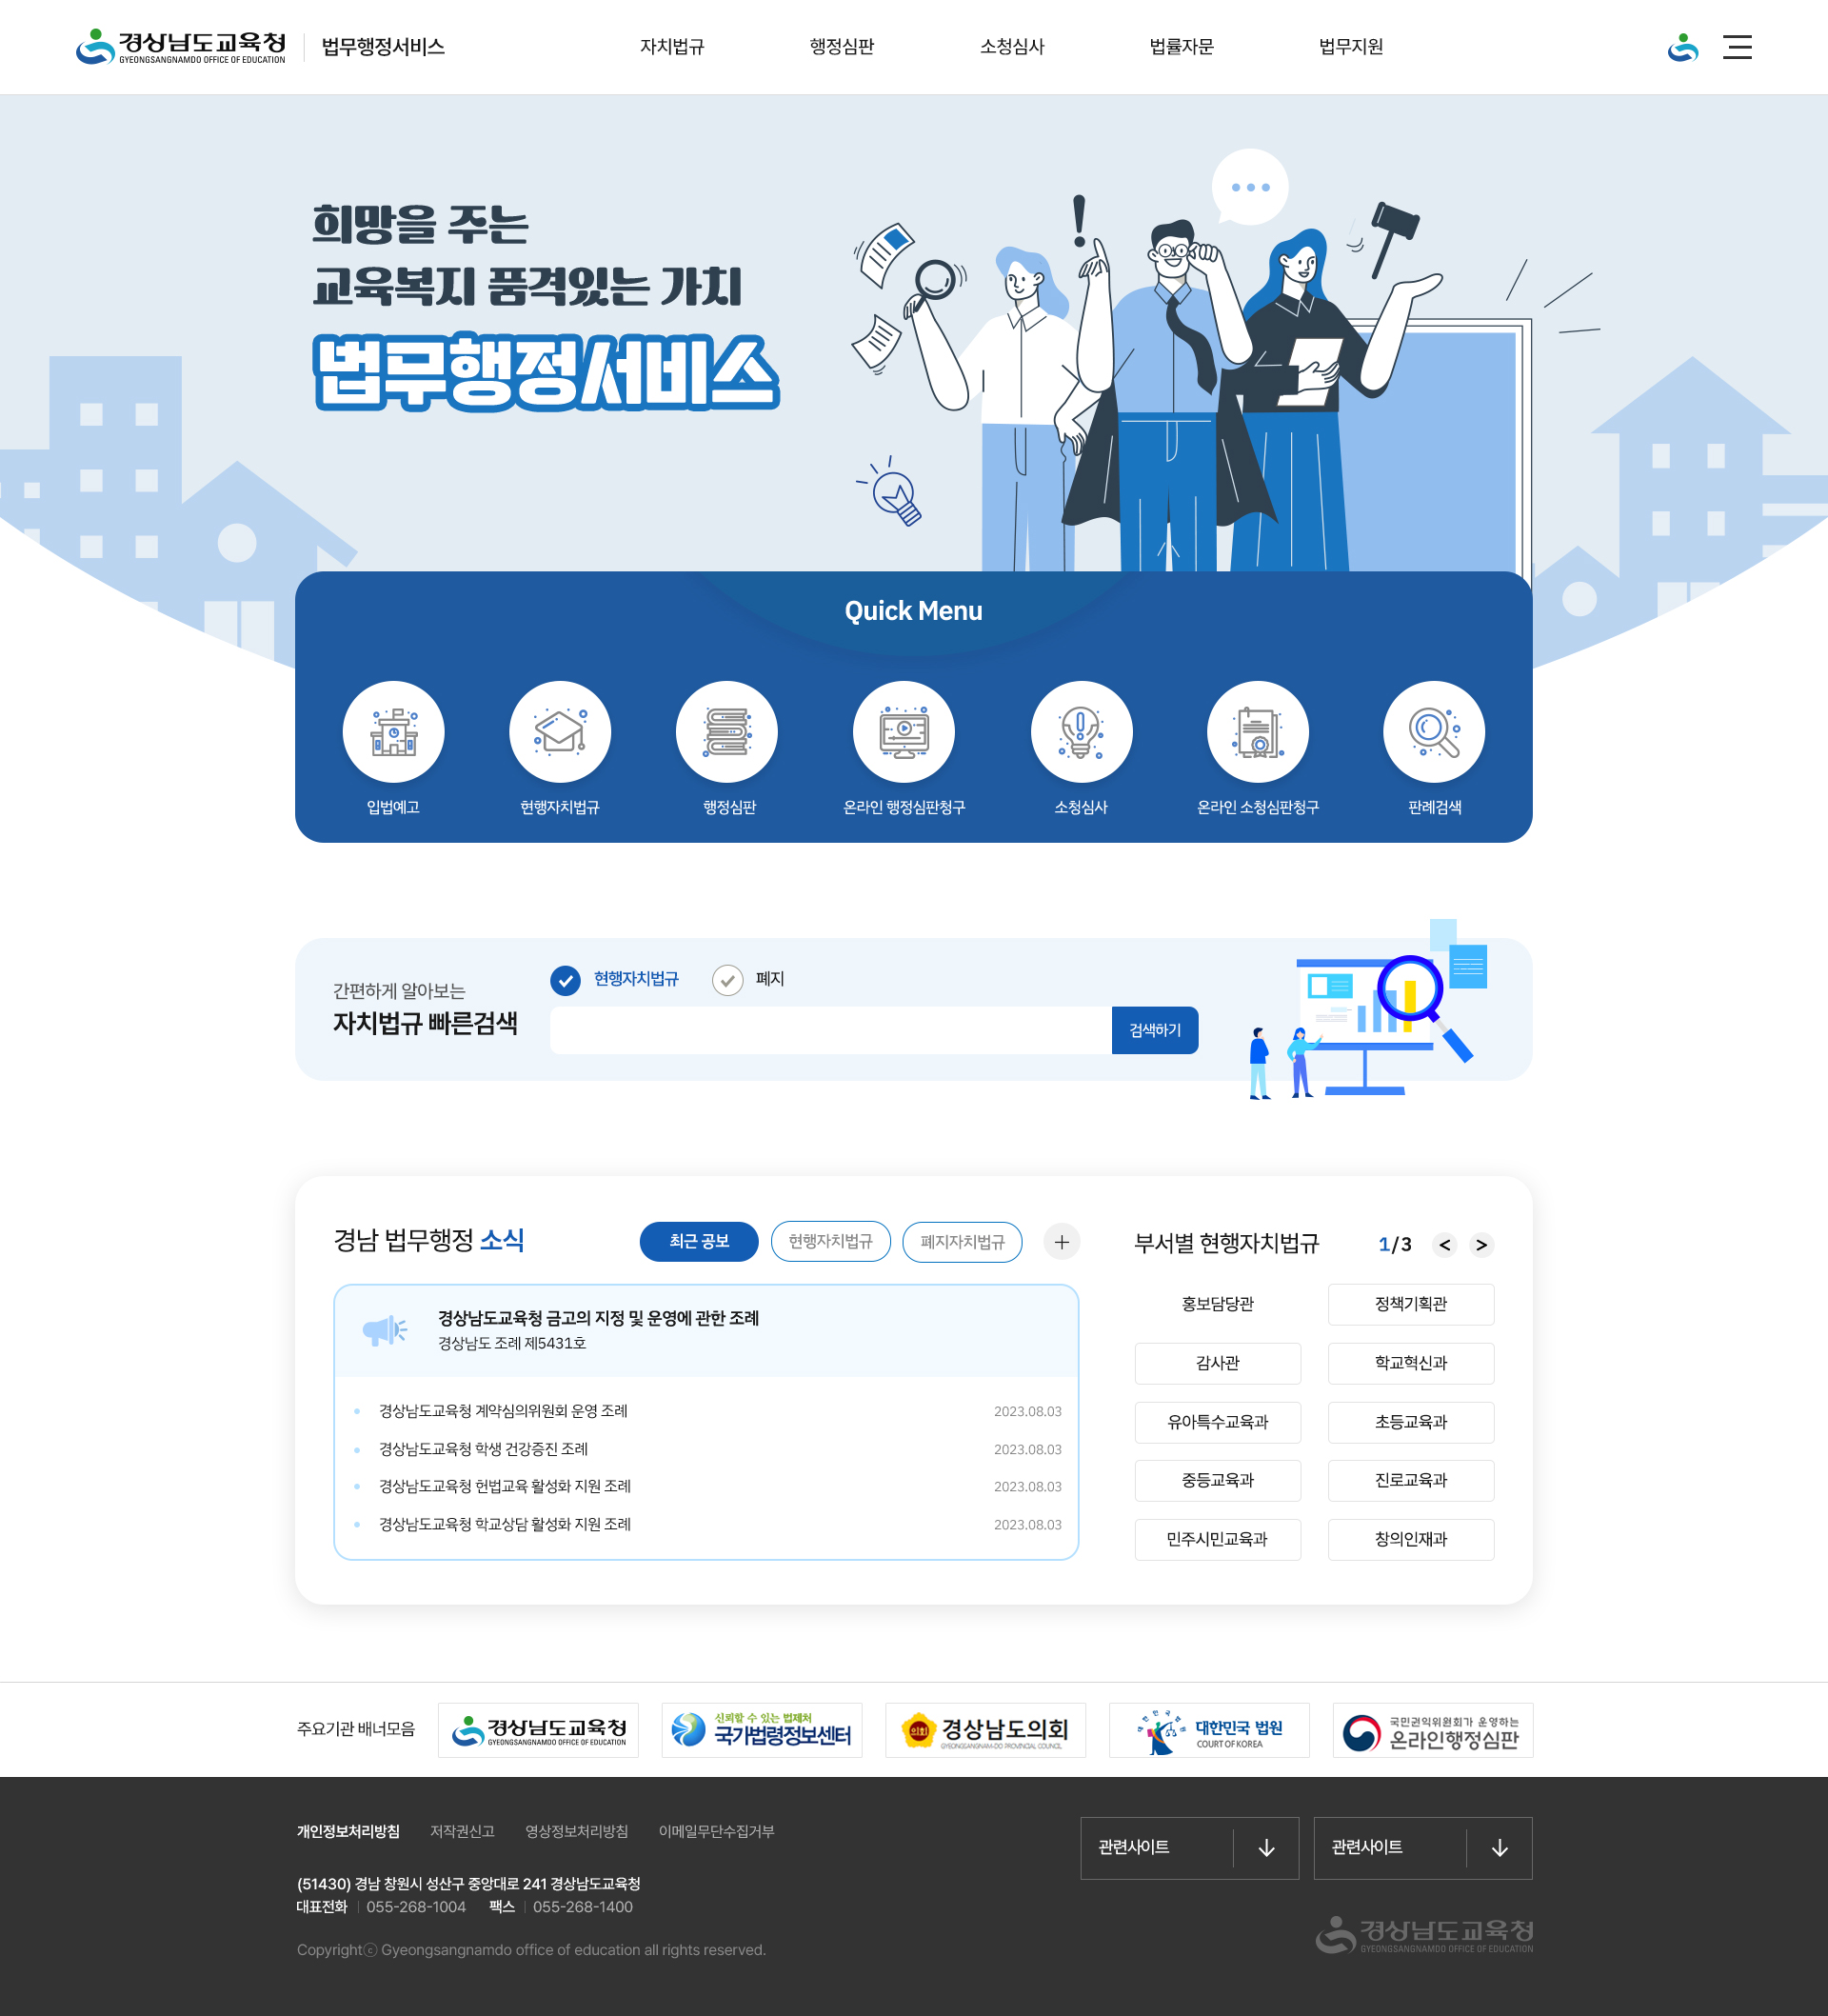 경상남도교육청
GYEONGSANGNAMDO OFFICE OF EDUCATION
법무행정서비스
자치법규
행정심판
소청심사
법률자문
법무지원
희망을 주는
교육복지 품격있는 가치
법무행정서비스
Quick Menu
입법예고
현행자치법규
행정심판
온라인 행정심판청구
소청심사
온라인 소청심판청구
판례검색
간편하게 알아보는
자치법규 빠른검색
현행자치법규
폐지
검색하기
경남 법무행정 소식
최근 공보
현행자치법규
폐지자치법규
경상남도교육청 금고의 지정 및 운영에 관한 조례
경상남도 조례 제5431호
경상남도교육청 계약심의위원회 운영 조례 2023.08.03
경상남도교육청 학생 건강증진 조례 2023.08.03
경상남도교육청 헌법교육 활성화 지원 조례 2023.08.03
경상남도교육청 학교상담 활성화 지원 조례 2023.08.03
부서별 현행자치법규
1/3
< >
홍보담당관 정책기획관
감사관 학교혁신과
유아특수교육과 초등교육과
중등교육과 진로교육과
민주시민교육과 창의인재과
주요기관 배너모음
경상남도교육청
GYEONGSANGNAMDO OFFICE OF EDUCATION
신뢰할 수 있는 법제처
국가법령정보센터
의회
경상남도의회
GYEONGSANGNAM-DO PROVINCIAL COUNCIL
대한민국법원
대한민국 법원
COURT OF KOREA
국민권익위원회가 운영하는
온라인행정심판
개인정보처리방침
저작권신고
영상정보처리방침
이메일무단수집거부
(51430) 경남 창원시 성산구 중앙대로 241 경상남도교육청
대표전화 055-268-1004 팩스 055-268-1400
Copyrightⓒ Gyeongsangnamdo office of education all rights reserved.
관련사이트
관련사이트
경상남도교육청
GYEONGSANGNAMDO OFFICE OF EDUCATION